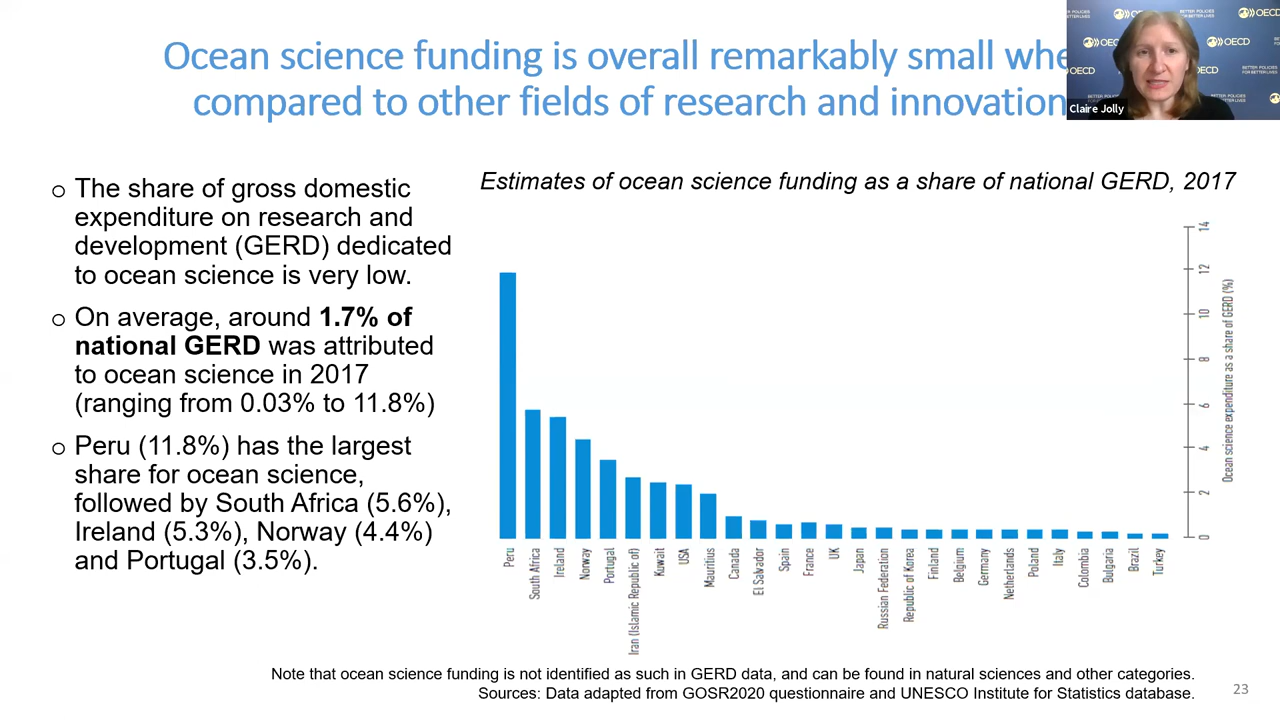 Ocean science funding is overall remarkably small whe
compared to other fields of research and innovation
Claire Jolly
OECD
BETTER POLICIES
FOR BETTER LIVES
The share of gross domestic
expenditure on research and
development (GERD) dedicated
to ocean science is very low.
On average, around 1.7% of
national GERD was attributed
to ocean science in 2017
(ranging from 0.03% to 11.8%)
Peru (11.8%) has the largest
share for ocean science,
followed by South Africa (5.6%),
Ireland (5.3%), Norway (4.4%)
and Portugal (3.5%).
Estimates of ocean science funding as a share of national GERD, 2017
14
12
10
8
6
4
2
0
Ocean science expenditure as a share of GERD (%)
Peru
South Africa
Ireland
Norway
Portugal
Iran (Islamic Republic of)
Kuwait
USA
Mauritius
Canada
El Salvador
Spain
France
UK
Japan
Russian Federation
Republic of Korea
Finland
Belgium
Germany
Netherlands
Poland
Italy
Colombia
Bulgaria
Brazil
Turkey
Note that ocean science funding is not identified as such in GERD data, and can be found in natural sciences and other categories.
Sources: Data adapted from GOSR2020 questionnaire and UNESCO Institute for Statistics database.
23